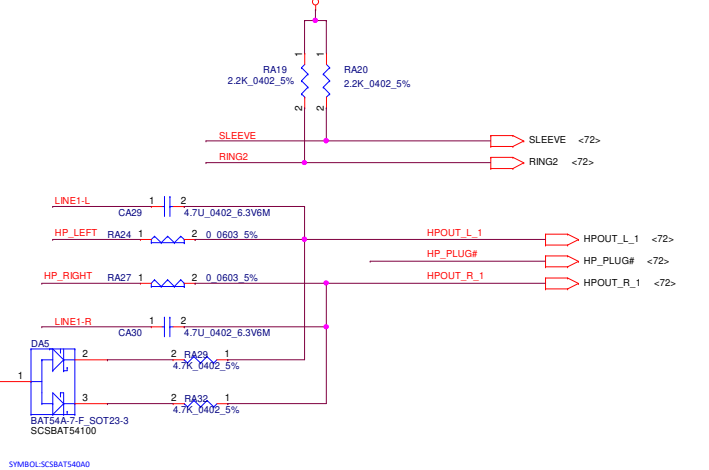 1 1
RA19 RA20
2.2K_0402_5% 2.2K_0402_5%
2 2
SLEEVE SLEEVE <72>
RING2 RING2 <72>
LINE1-L 1 2
CA29 4.7U_0402_6.3V6M
HP_LEFT RA24 1 2 0_0603_5% HPOUT_L_1 HPOUT_L_1 <72>
HP_PLUG# HP_PLUG# <72>
HP_RIGHT RA27 1 2 0_0603_5% HPOUT_R_1 HPOUT_R_1 <72>
LINE1-R 1 2
CA30 4.7U_0402_6.3V6M
DA5
2 2 RA29 1
4.7K_0402_5%
1
3 2 RA32 1
4.7K_0402_5%
BAT54A-7-F_SOT23-3
SCSBAT54100
SYMBOL:SCSBAT540A0